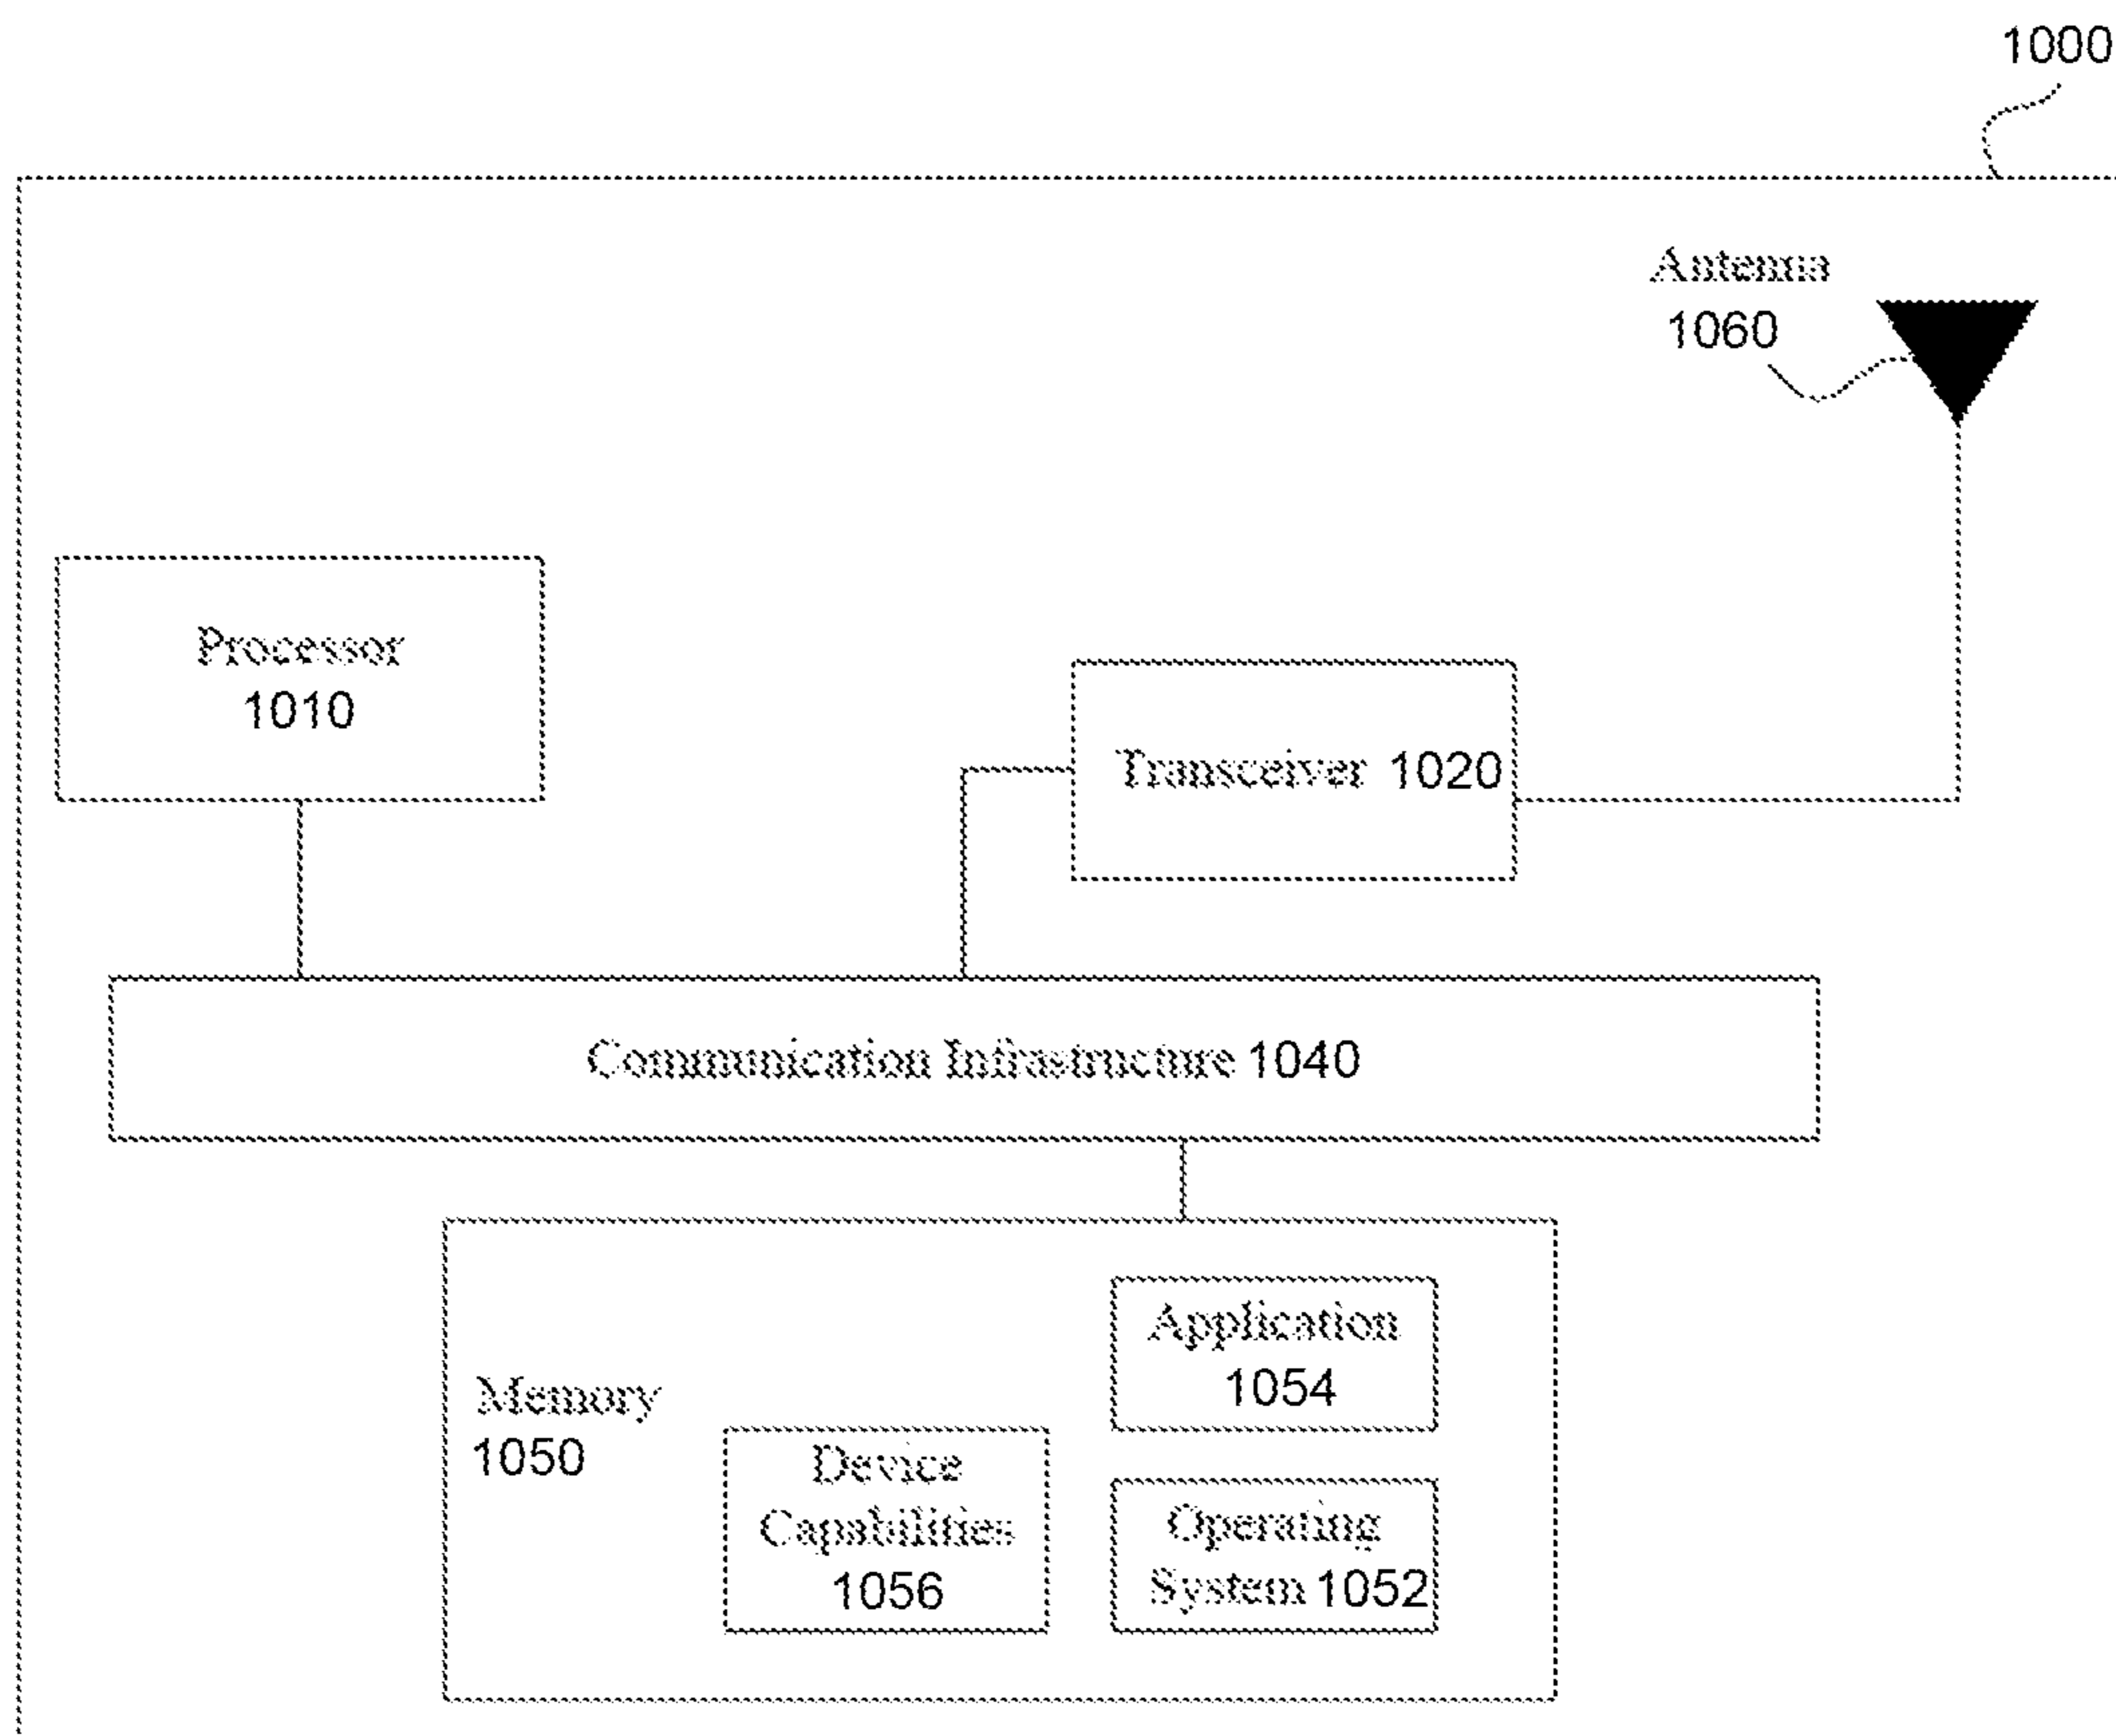 1000
Antenna
1060
Processor
1010
Transceiver 1020
Communication Infrastructure 1040
Memory
1050
Application
1054
Device
Capabilities
1056
Operating
System 1052